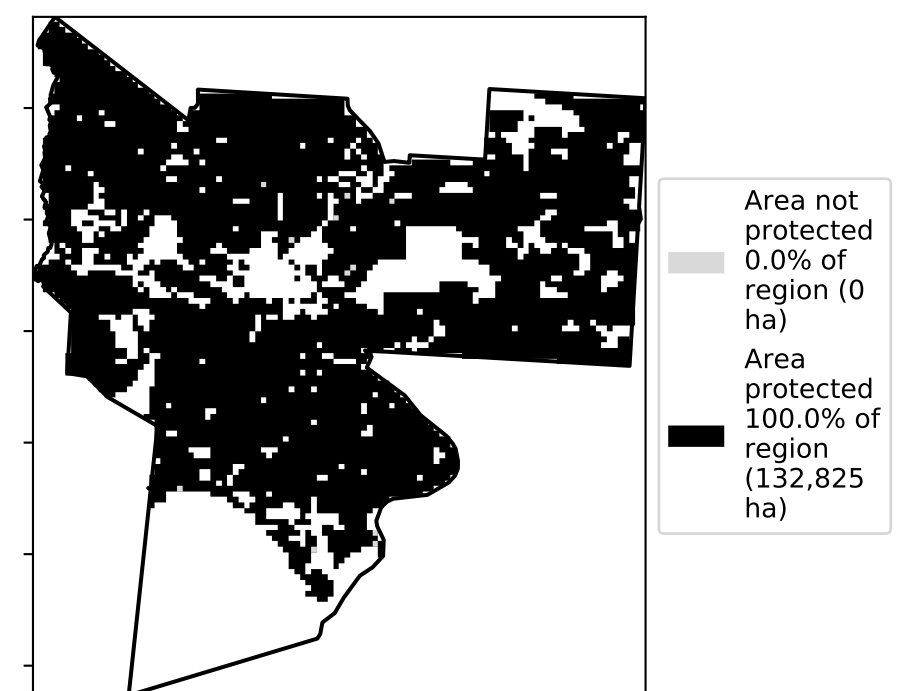 Area not
protected
0.0% of
region (0
ha)
Area
protected
100.0% of
region
(132,825
ha)